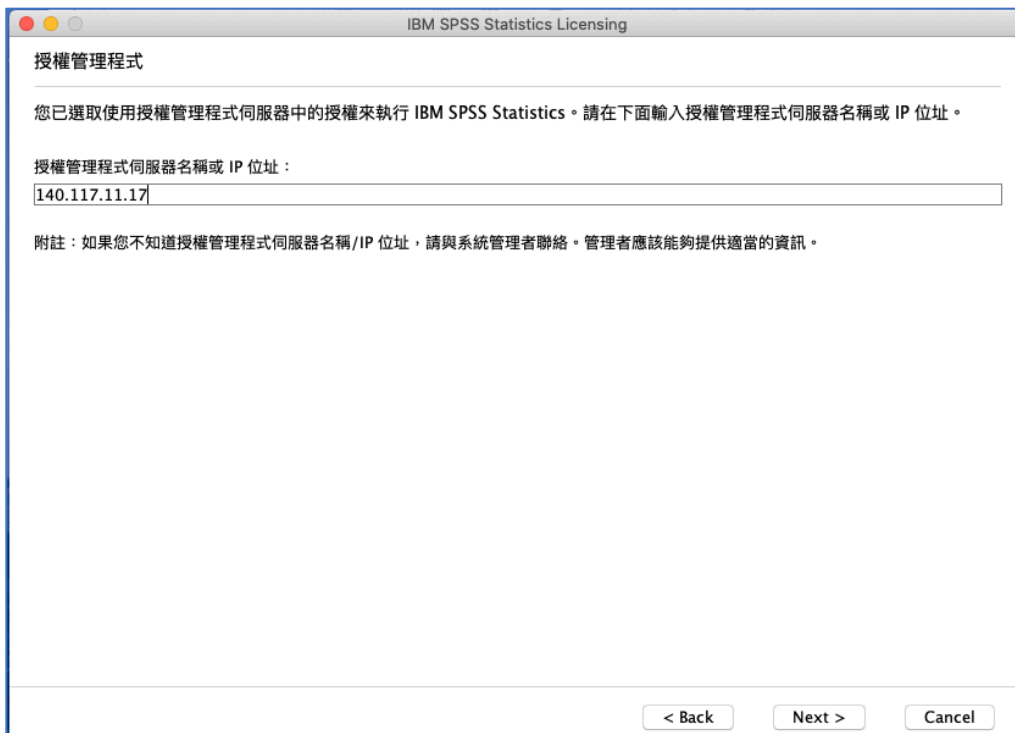 IBM SPSS Statistics Licensing
授權管理程式
您已選取使用授權管理程式伺服器中的授權來執行 IBM SPSS Statistics。請在下面輸入授權管理程式伺服器名稱或 IP 位址。
授權管理程式伺服器名稱或 IP 位址：
140.117.11.17
附註：如果您不知道授權管理程式伺服器名稱/IP 位址，請與系統管理者聯絡。管理者應該能夠提供適當的資訊。
< Back Next > Cancel